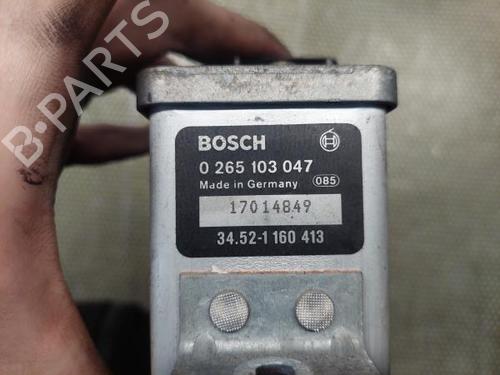 B-PARTS
BOSCH
0 265 103 047
Made in Germany 085
17014849
34.52-1 160 413